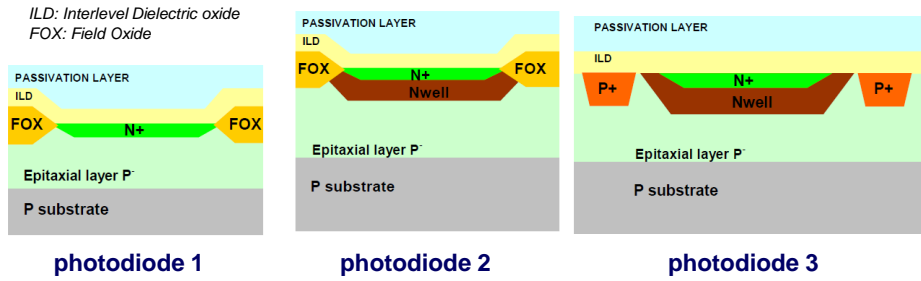 ILD: Interlevel Dielectric oxide
FOX: Field Oxide
PASSIVATION LAYER
ILD
FOX
N+
FOX
Epitaxial layer P-
P substrate
photodiode 1
PASSIVATION LAYER
ILD
FOX
N+
FOX
Nwell
Epitaxial layer P-
P substrate
photodiode 2
PASSIVATION LAYER
ILD
P+
N+
P+
Nwell
Epitaxial layer P-
P substrate
photodiode 3